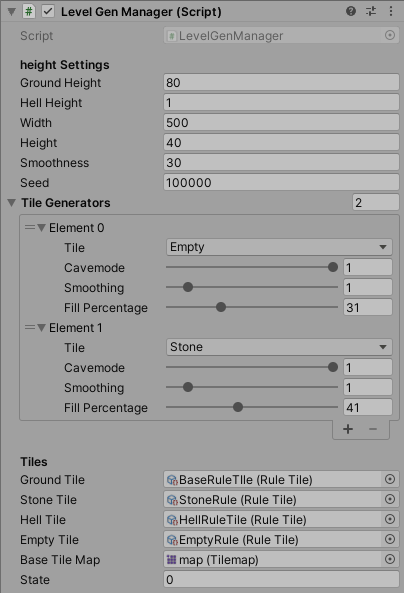 # Level Gen Manager (Script)
Script # LevelGenManager
height Settings
Ground Height 80
Hell Height 1
Width 500
Height 40
Smoothness 30
Seed 100000
Tile Generators 2
Element 0
Tile Empty
Cavemode 1
Smoothing 1
Fill Percentage 31
Element 1
Tile Stone
Cavemode 1
Smoothing 1
Fill Percentage 41
+ −
Tiles
Ground Tile BaseRuleTIle (Rule Tile)
Stone Tile StoneRule (Rule Tile)
Hell Tile HellRuleTile (Rule Tile)
Empty Tile EmptyRule (Rule Tile)
Base Tile Map map (Tilemap)
State 0